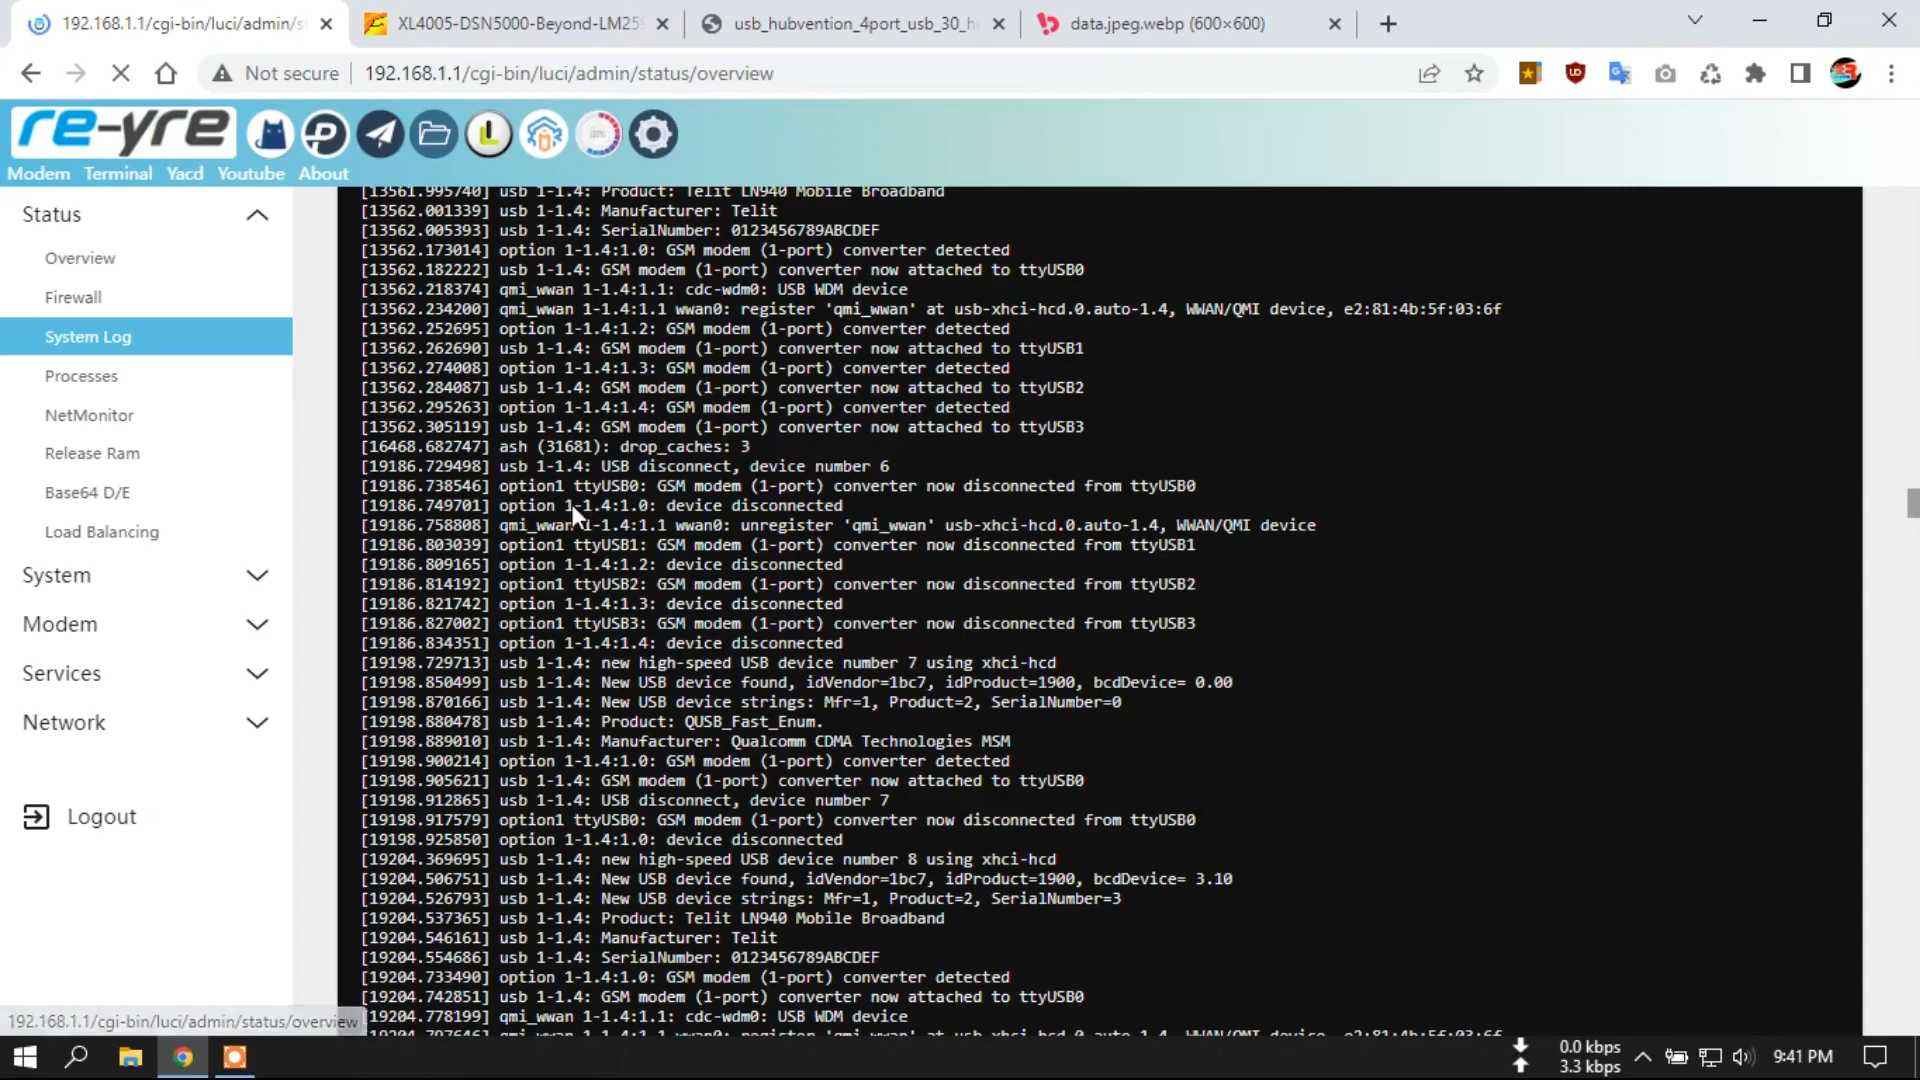 192.168.1.1/cgi-bin/luci/admin/st
XL4005-DSN5000-Beyond-LM259
usb_hubvention_4port_usb_30_h
data.jpeg.webp (600×600)
Not secure
192.168.1.1/cgi-bin/luci/admin/status/overview
re-yre
Modem Terminal Yacd Youtube About
Status
Overview
Firewall
System Log
Processes
NetMonitor
Release Ram
Base64 D/E
Load Balancing
System
Modem
Services
Network
Logout
[13561.995740] usb 1-1.4: Product: Telit LN940 Mobile Broadband
[13562.001339] usb 1-1.4: Manufacturer: Telit
[13562.005393] usb 1-1.4: SerialNumber: 0123456789ABCDEF
[13562.173014] option 1-1.4:1.0: GSM modem (1-port) converter detected
[13562.182222] usb 1-1.4: GSM modem (1-port) converter now attached to ttyUSB0
[13562.218374] qmi_wwan 1-1.4:1.1: cdc-wdm0: USB WDM device
[13562.234200] qmi_wwan 1-1.4:1.1 wwan0: register 'qmi_wwan' at usb-xhci-hcd.0.auto-1.4, WWAN/QMI device, e2:81:4b:5f:03:6f
[13562.252695] option 1-1.4:1.2: GSM modem (1-port) converter detected
[13562.262690] usb 1-1.4: GSM modem (1-port) converter now attached to ttyUSB1
[13562.274008] option 1-1.4:1.3: GSM modem (1-port) converter detected
[13562.284087] usb 1-1.4: GSM modem (1-port) converter now attached to ttyUSB2
[13562.295263] option 1-1.4:1.4: GSM modem (1-port) converter detected
[13562.305119] usb 1-1.4: GSM modem (1-port) converter now attached to ttyUSB3
[16468.682747] ash (31681): drop_caches: 3
[19186.729498] usb 1-1.4: USB disconnect, device number 6
[19186.738546] option1 ttyUSB0: GSM modem (1-port) converter now disconnected from ttyUSB0
[19186.749701] option 1-1.4:1.0: device disconnected
[19186.758808] qmi_wwan 1-1.4:1.1 wwan0: unregister 'qmi_wwan' usb-xhci-hcd.0.auto-1.4, WWAN/QMI device
[19186.803039] option1 ttyUSB1: GSM modem (1-port) converter now disconnected from ttyUSB1
[19186.809165] option 1-1.4:1.2: device disconnected
[19186.814192] option1 ttyUSB2: GSM modem (1-port) converter now disconnected from ttyUSB2
[19186.821742] option 1-1.4:1.3: device disconnected
[19186.827002] option1 ttyUSB3: GSM modem (1-port) converter now disconnected from ttyUSB3
[19186.834351] option 1-1.4:1.4: device disconnected
[19198.729713] usb 1-1.4: new high-speed USB device number 7 using xhci-hcd
[19198.850499] usb 1-1.4: New USB device found, idVendor=1bc7, idProduct=1900, bcdDevice= 0.00
[19198.870166] usb 1-1.4: New USB device strings: Mfr=1, Product=2, SerialNumber=0
[19198.880478] usb 1-1.4: Product: QUSB_Fast_Enum.
[19198.889010] usb 1-1.4: Manufacturer: Qualcomm CDMA Technologies MSM
[19198.900214] option 1-1.4:1.0: GSM modem (1-port) converter detected
[19198.905621] usb 1-1.4: GSM modem (1-port) converter now attached to ttyUSB0
[19198.912865] usb 1-1.4: USB disconnect, device number 7
[19198.917579] option1 ttyUSB0: GSM modem (1-port) converter now disconnected from ttyUSB0
[19198.925850] option 1-1.4:1.0: device disconnected
[19204.369695] usb 1-1.4: new high-speed USB device number 8 using xhci-hcd
[19204.506751] usb 1-1.4: New USB device found, idVendor=1bc7, idProduct=1900, bcdDevice= 3.10
[19204.526793] usb 1-1.4: New USB device strings: Mfr=1, Product=2, SerialNumber=3
[19204.537365] usb 1-1.4: Product: Telit LN940 Mobile Broadband
[19204.546161] usb 1-1.4: Manufacturer: Telit
[19204.554686] usb 1-1.4: SerialNumber: 0123456789ABCDEF
[19204.733490] option 1-1.4:1.0: GSM modem (1-port) converter detected
[19204.742851] usb 1-1.4: GSM modem (1-port) converter now attached to ttyUSB0
[19204.778199] qmi_wwan 1-1.4:1.1: cdc-wdm0: USB WDM device
192.168.1.1/cgi-bin/luci/admin/status/overview
0.0 kbps
3.3 kbps
9:41 PM